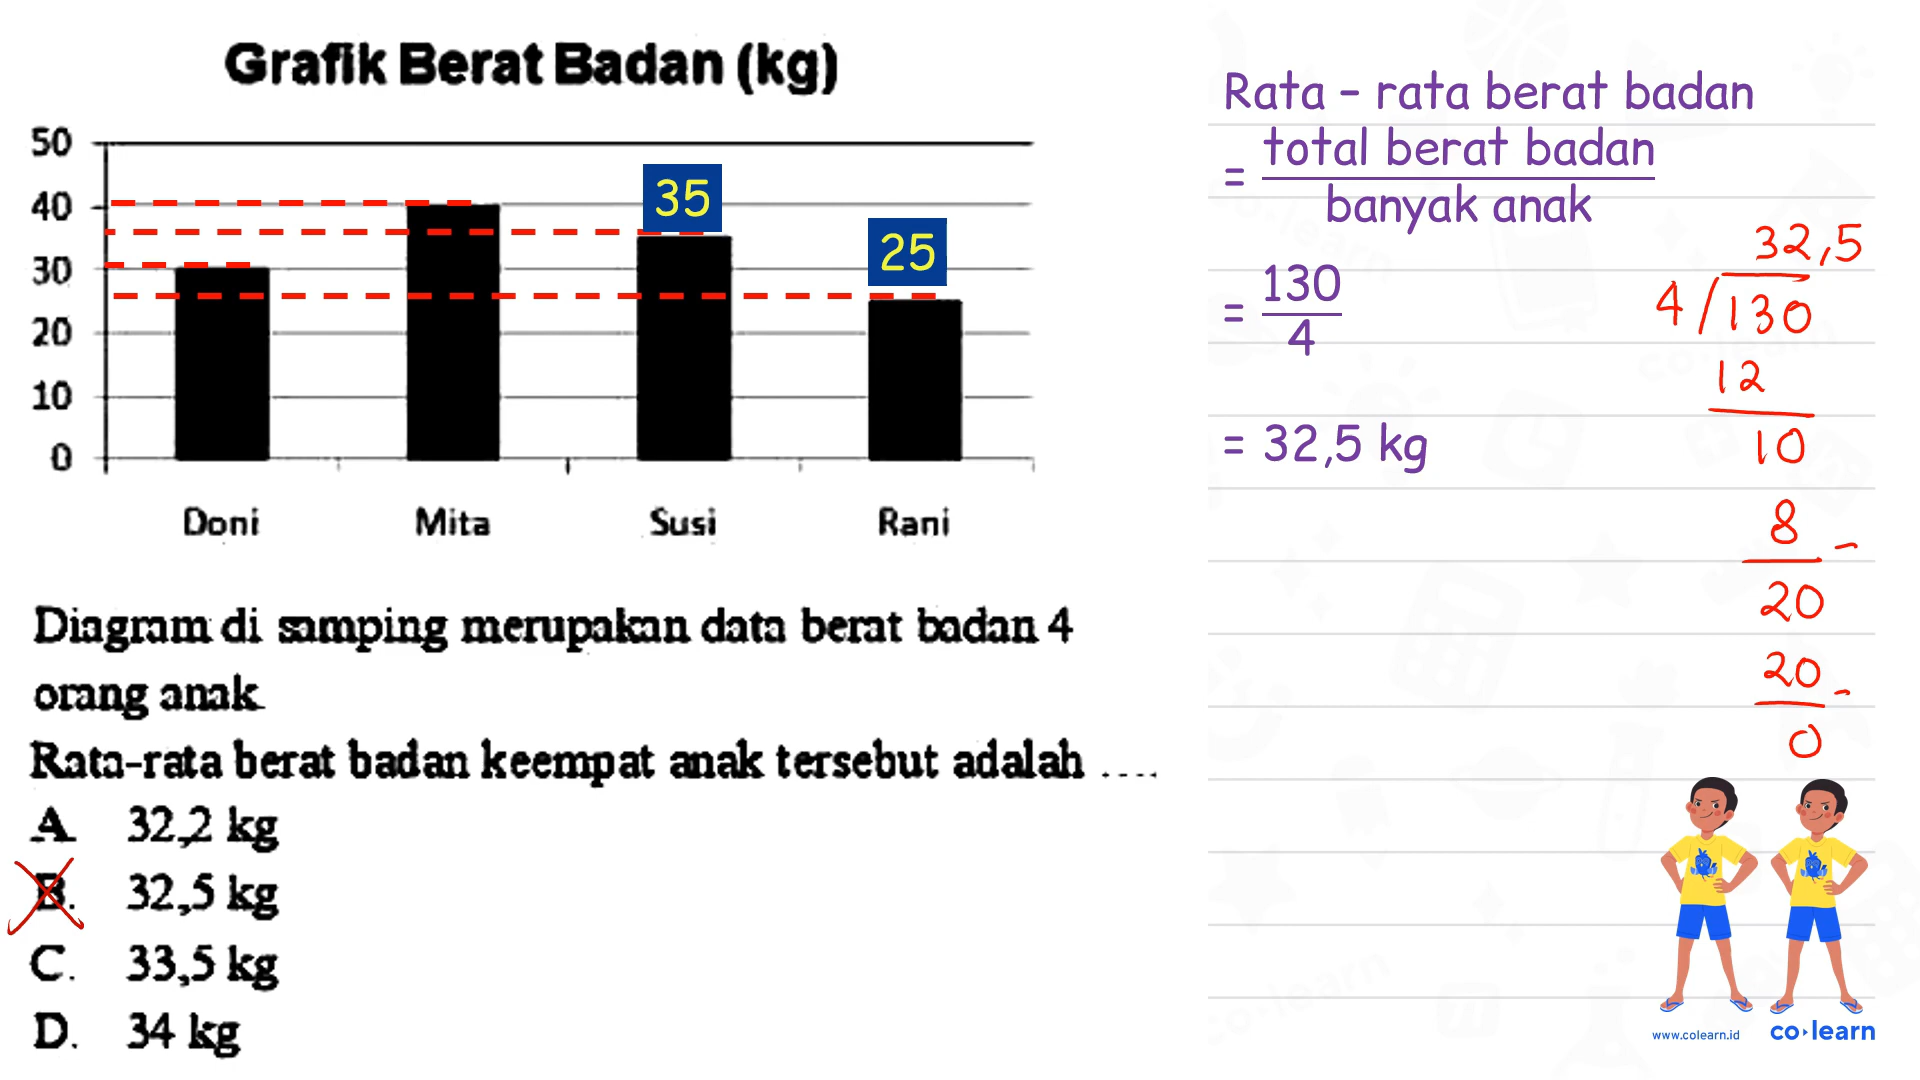 Grafik Berat Badan (kg)
50
40
30
20
10
0
35
25
Doni Mita Susi Rani
Diagram di samping merupakan data berat badan 4
orang anak
Rata-rata berat badan keempat anak tersebut adalah ....
A. 32,2 kg
B. 32,5 kg
C. 33,5 kg
D. 34 kg
Rata - rata berat badan
= total berat badan
banyak anak
= 130
4
= 32,5 kg
32,5
4 / 130
12
10
8 -
20
20 -
0
www.colearn.id
co learn